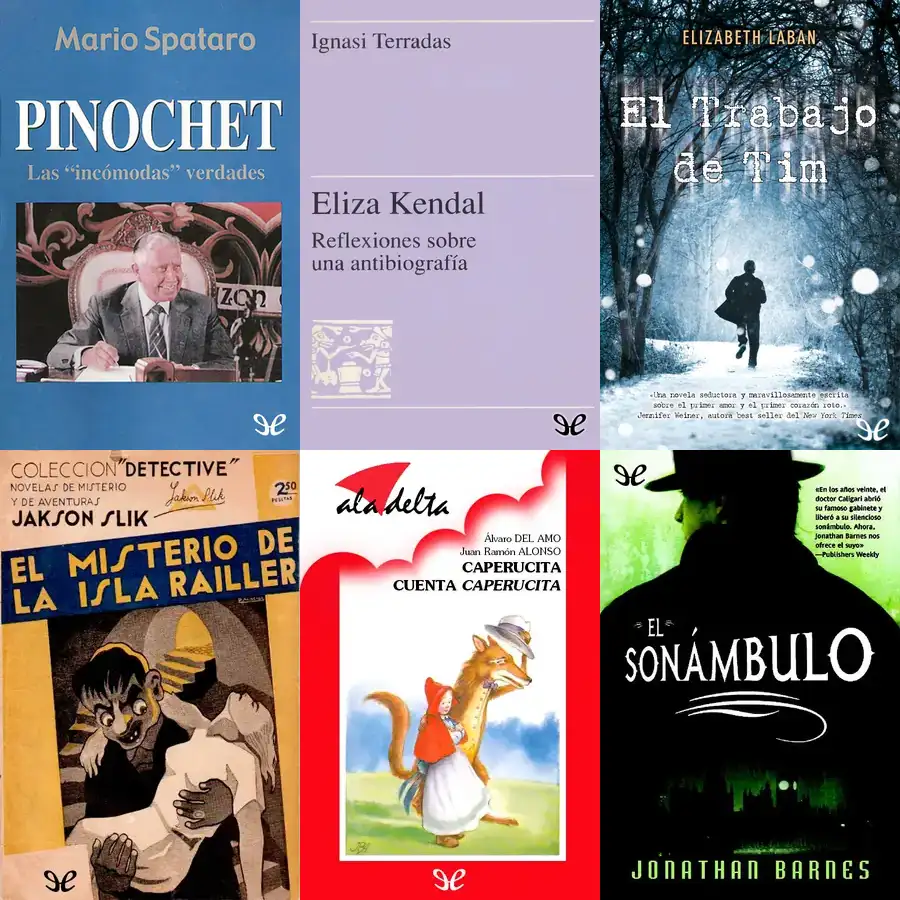 Mario Spataro
PINOCHET
Las “incómodas” verdades
ZON
Ignasi Terradas
Eliza Kendal
Reflexiones sobre
una antibiografía
ELIZABETH LABAN
El Trabajo
de Tim
«Una novela seductora y maravillosamente escrita
sobre el primer amor y el primer corazón roto.»
Jennifer Weiner, autora best seller del New York Times
COLECCION "DETECTIVE"
NOVELAS DE MISTERIO
Y DE AVENTURAS
Jakson Slik
2.50
PESETAS
JAKSON SLIK
EL MISTERIO DE
LA ISLA RAILLER
ala delta
Álvaro DEL AMO
Juan Ramón ALONSO
CAPERUCITA
CUENTA CAPERUCITA
«En los años veinte, el
doctor Caligari abrió
su famoso gabinete y
liberó a su silencioso
sonámbulo. Ahora,
Jonathan Barnes nos
ofrece el suyo»
—Publishers Weekly
EL
SONÁMBULO
JONATHAN BARNES